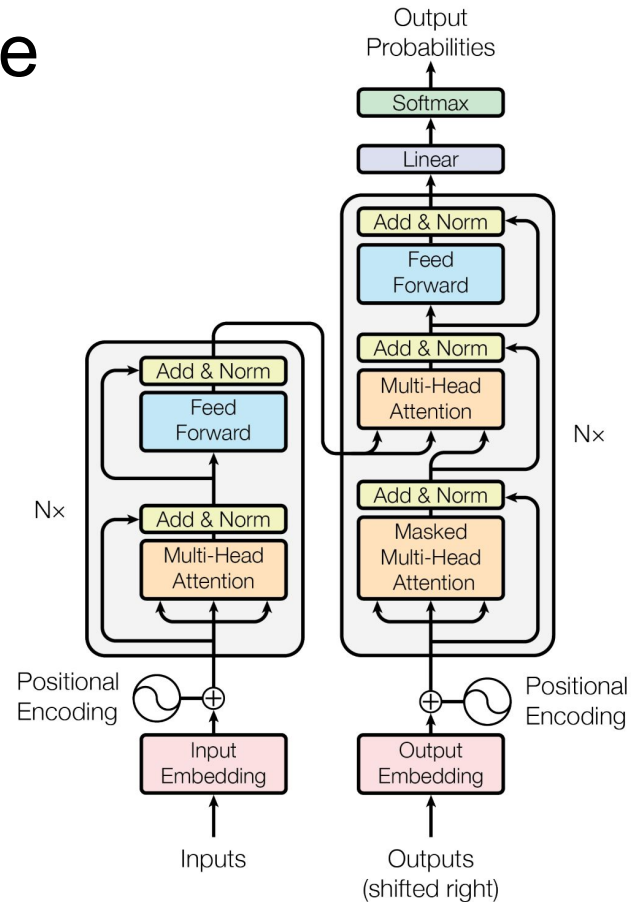 e
Output
Probabilities
Softmax
Linear
Add & Norm
Feed
Forward
Add & Norm
Multi-Head
Attention
Nx
Add & Norm
Masked
Multi-Head
Attention
Add & Norm
Feed
Forward
Nx
Add & Norm
Multi-Head
Attention
Positional
Encoding
Positional
Encoding
Input
Embedding
Output
Embedding
Inputs
Outputs
(shifted right)